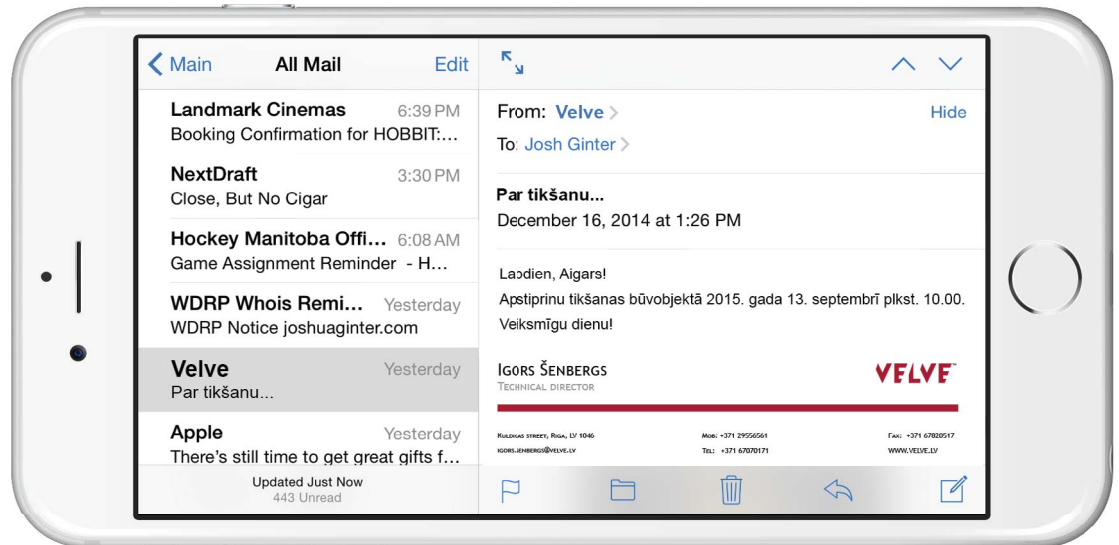 Main
All Mail
Edit
Landmark Cinemas 6:39 PM
Booking Confirmation for HOBBIT:...
NextDraft 3:30 PM
Close, But No Cigar
Hockey Manitoba Offi... 6:08 AM
Game Assignment Reminder - H...
WDRP Whois Remi... Yesterday
WDRP Notice joshuaginter.com
Velve Yesterday
Par tikšanu...
Apple Yesterday
There's still time to get great gifts f...
Updated Just Now
443 Unread
From: Velve
Hide
To: Josh Ginter
Par tikšanu...
December 16, 2014 at 1:26 PM
Labdien, Aigars!
Apstiprinu tikšanas būvobjektā 2015. gada 13. septembrī plkst. 10.00.
Veiksmīgu dienu!
IGORS ŠENBERGS
TECHNICAL DIRECTOR
VELVE™
KULDIGAS STREET, RIGA, LV 1046
IGORS.SENBERGS@VELVE.LV
MOB: +371 29556561
TEL: +371 67070171
FAX: +371 67820517
WWW.VELVE.LV